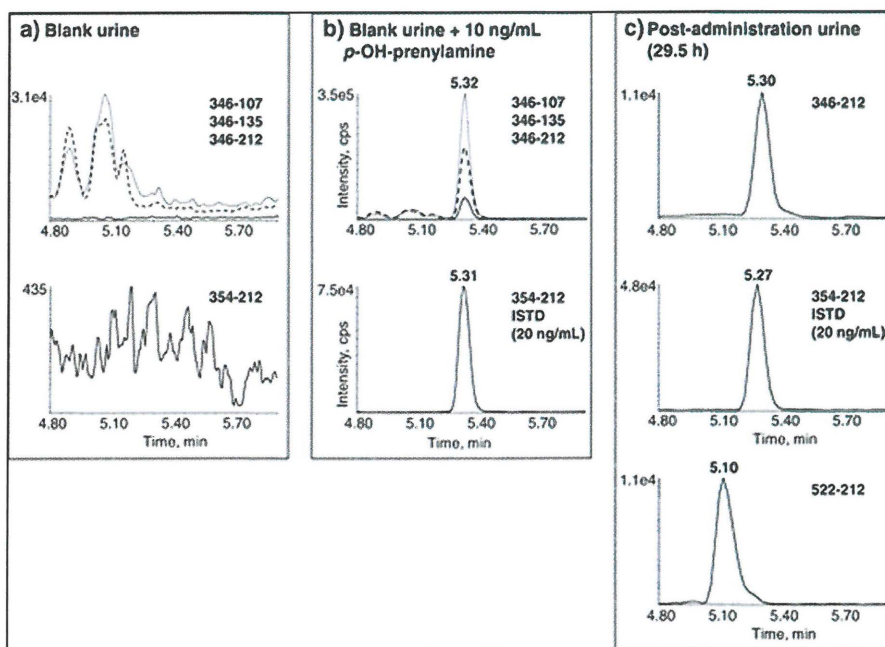 a) Blank urine
3.1e4
346-107
346-135
346-212
4.80 5.10 5.40 5.70
435
354-212
4.80 5.10 5.40 5.70
Time, min
b) Blank urine + 10 ng/mL
p-OH-prenylamine
5.32
3.5e5
346-107
346-135
346-212
Intensity, cps
4.80 5.10 5.40 5.70
5.31
7.5e4
354-212
ISTD
(20 ng/mL)
Intensity, cps
4.80 5.10 5.40 5.70
Time, min
c) Post-administration urine
(29.5 h)
5.30
1.1e4
346-212
4.80 5.10 5.40 5.70
5.27
4.8e4
354-212
ISTD
(20 ng/mL)
4.80 5.10 5.40 5.70
Time, min
5.10
1.1e4
522-212
4.80 5.10 5.40 5.70
Time, min